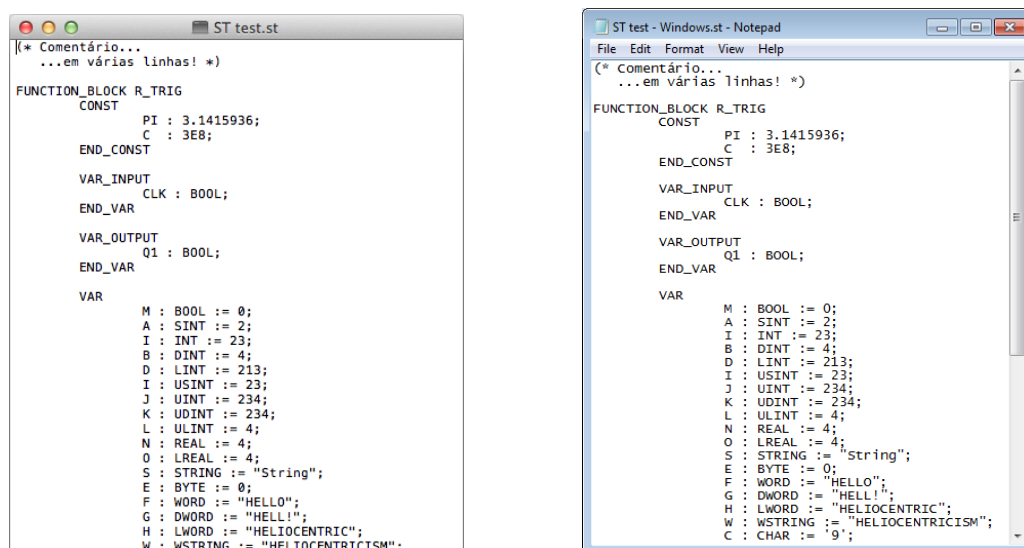 ST test.st
(* Comentário...
   ...em várias linhas! *)
FUNCTION_BLOCK R_TRIG
        CONST
                PI : 3.1415936;
                C  : 3E8;
        END_CONST
        VAR_INPUT
                CLK : BOOL;
        END_VAR
        VAR_OUTPUT
                Q1 : BOOL;
        END_VAR
        VAR
                M : BOOL := 0;
                A : SINT := 2;
                I : INT := 23;
                B : DINT := 4;
                D : LINT := 213;
                I : USINT := 23;
                J : UINT := 234;
                K : UDINT := 234;
                L : ULINT := 4;
                N : REAL := 4;
                O : LREAL := 4;
                S : STRING := "String";
                E : BYTE := 0;
                F : WORD := "HELLO";
                G : DWORD := "HELL!";
                H : LWORD := "HELIOCENTRIC";
                W : WSTRING := "HELIOCENTRICISM";
ST test - Windows.st - Notepad
File Edit Format View Help
(* Comentário...
   ...em várias linhas! *)
FUNCTION_BLOCK R_TRIG
        CONST
                PI : 3.1415936;
                C  : 3E8;
        END_CONST
        VAR_INPUT
                CLK : BOOL;
        END_VAR
        VAR_OUTPUT
                Q1 : BOOL;
        END_VAR
        VAR
                M : BOOL := 0;
                A : SINT := 2;
                I : INT := 23;
                B : DINT := 4;
                D : LINT := 213;
                I : USINT := 23;
                J : UINT := 234;
                K : UDINT := 234;
                L : ULINT := 4;
                N : REAL := 4;
                O : LREAL := 4;
                S : STRING := "String";
                E : BYTE := 0;
                F : WORD := "HELLO";
                G : DWORD := "HELL!";
                H : LWORD := "HELIOCENTRIC";
                W : WSTRING := "HELIOCENTRICISM";
                C : CHAR := '9';